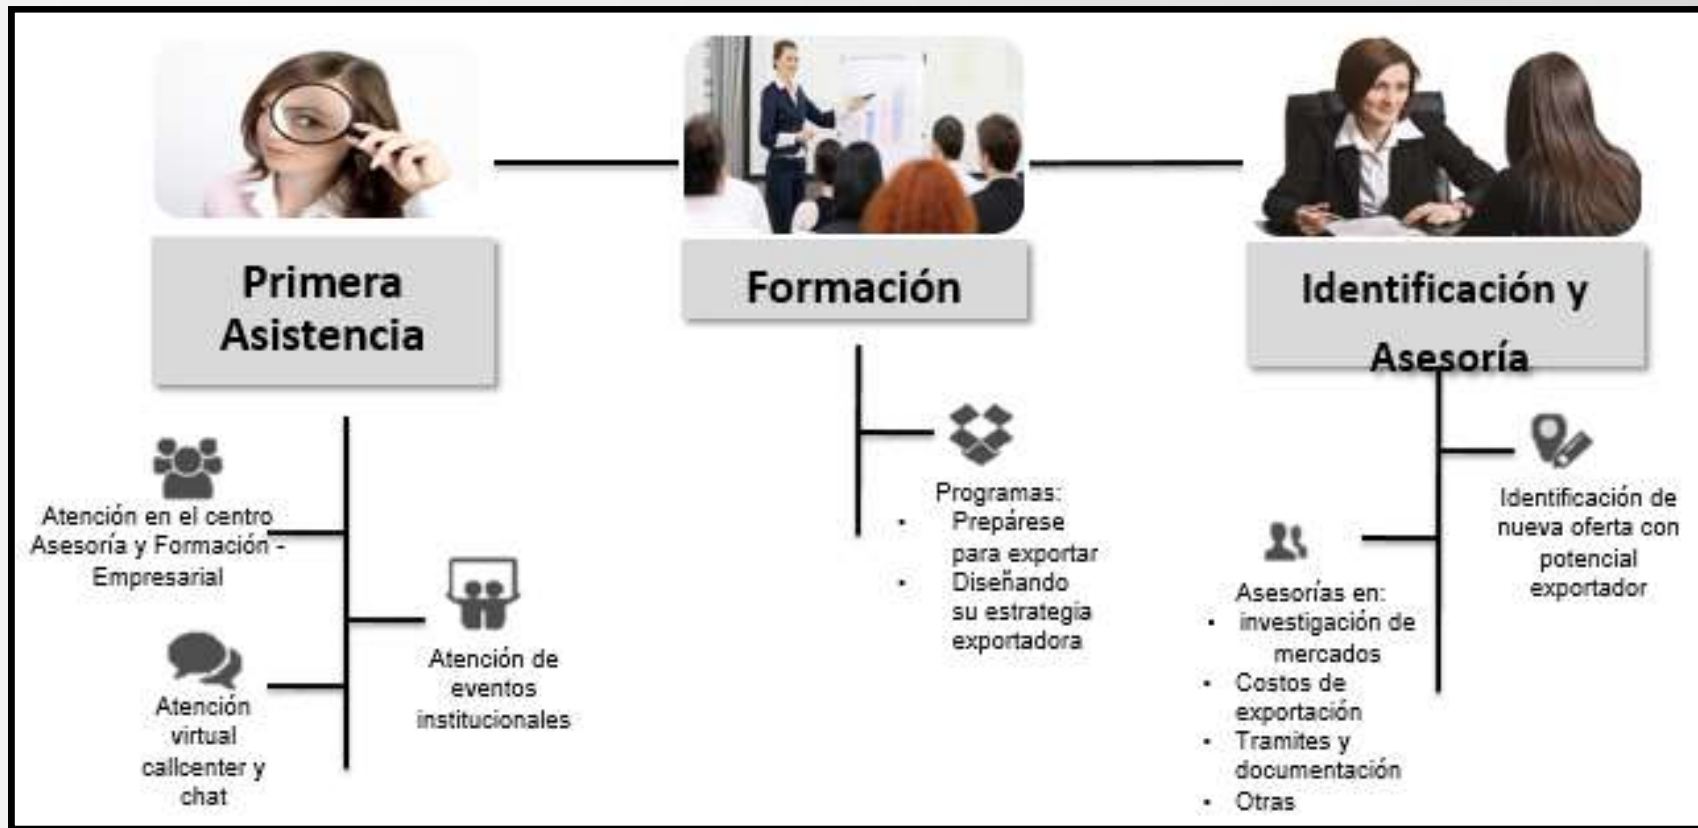 Primera
Asistencia
Atención en el centro
Asesoría y Formación -
Empresarial
Atención de
eventos
institucionales
Atención
virtual
callcenter y
chat
Formación
Programas:
• Prepárese
para exportar
• Diseñando
su estrategia
exportadora
Identificación y
Asesoría
Identificación de
nueva oferta con
potencial
exportador
Asesorías en:
• investigación de
mercados
• Costos de
exportación
• Tramites y
documentación
• Otras